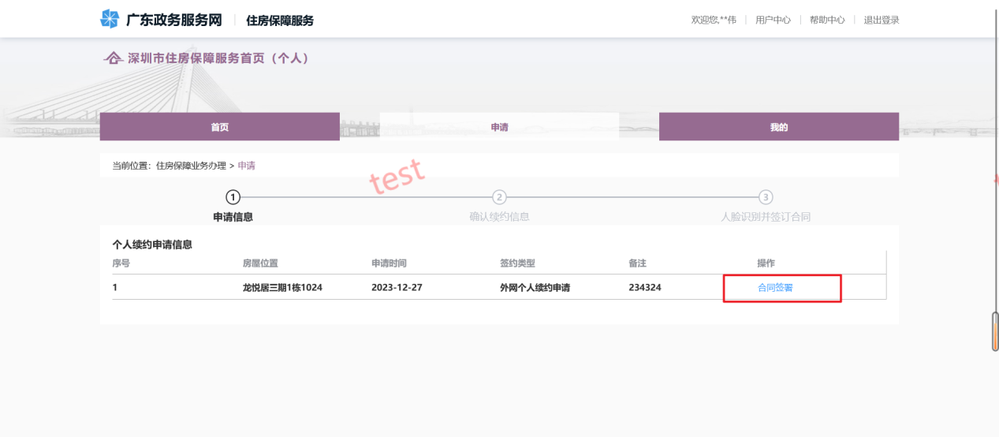 广东政务服务网 住房保障服务 欢迎您,**伟 用户中心 帮助中心 退出登录
深圳市住房保障服务首页（个人）
首页 申请 我的
当前位置：住房保障业务办理 > 申请
test
1 2 3
申请信息 确认续约信息 人脸识别并签订合同
个人续约申请信息
序号 房屋位置 申请时间 签约类型 备注 操作
1 龙悦居三期1栋1024 2023-12-27 外网个人续约申请 234324 合同签署